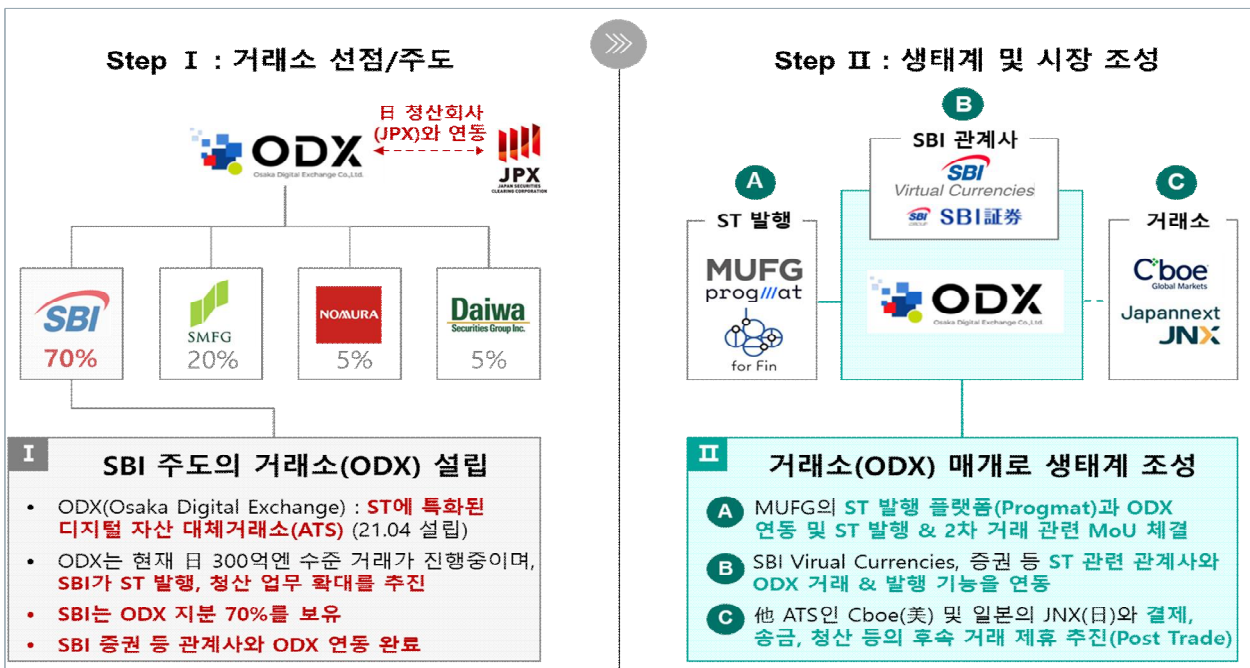 Step Ⅰ : 거래소 선점/주도
ODX
Osaka Digital Exchange Co.,Ltd.
日 청산회사
(JPX)와 연동
JPX
JAPAN SECURITIES
CLEARING CORPORATION
SBI
70%
SMFG
20%
NOMURA
5%
Daiwa
Securities Group Inc.
5%
Ⅰ
SBI 주도의 거래소(ODX) 설립
• ODX(Osaka Digital Exchange) : ST에 특화된
디지털 자산 대체거래소(ATS) (21.04 설립)
• ODX는 현재 日 300억엔 수준 거래가 진행중이며,
SBI가 ST 발행, 청산 업무 확대를 추진
• SBI는 ODX 지분 70%를 보유
• SBI 증권 등 관계사와 ODX 연동 완료
Step Ⅱ : 생태계 및 시장 조성
B
SBI 관계사
SBI
Virtual Currencies
SBI GROUP SBI証券
A
ST 발행
MUFG
progmat
for Fin
ODX
Osaka Digital Exchange Co.,Ltd.
C
거래소
Cboe
Global Markets
Japannext
JNX
Ⅱ
거래소(ODX) 매개로 생태계 조성
A MUFG의 ST 발행 플랫폼(Progmat)과 ODX
연동 및 ST 발행 & 2차 거래 관련 MoU 체결
B SBI Virual Currencies, 증권 등 ST 관련 관계사와
ODX 거래 & 발행 기능을 연동
C 他 ATS인 Cboe(美) 및 일본의 JNX(日)와 결제,
송금, 청산 등의 후속 거래 제휴 추진(Post Trade)